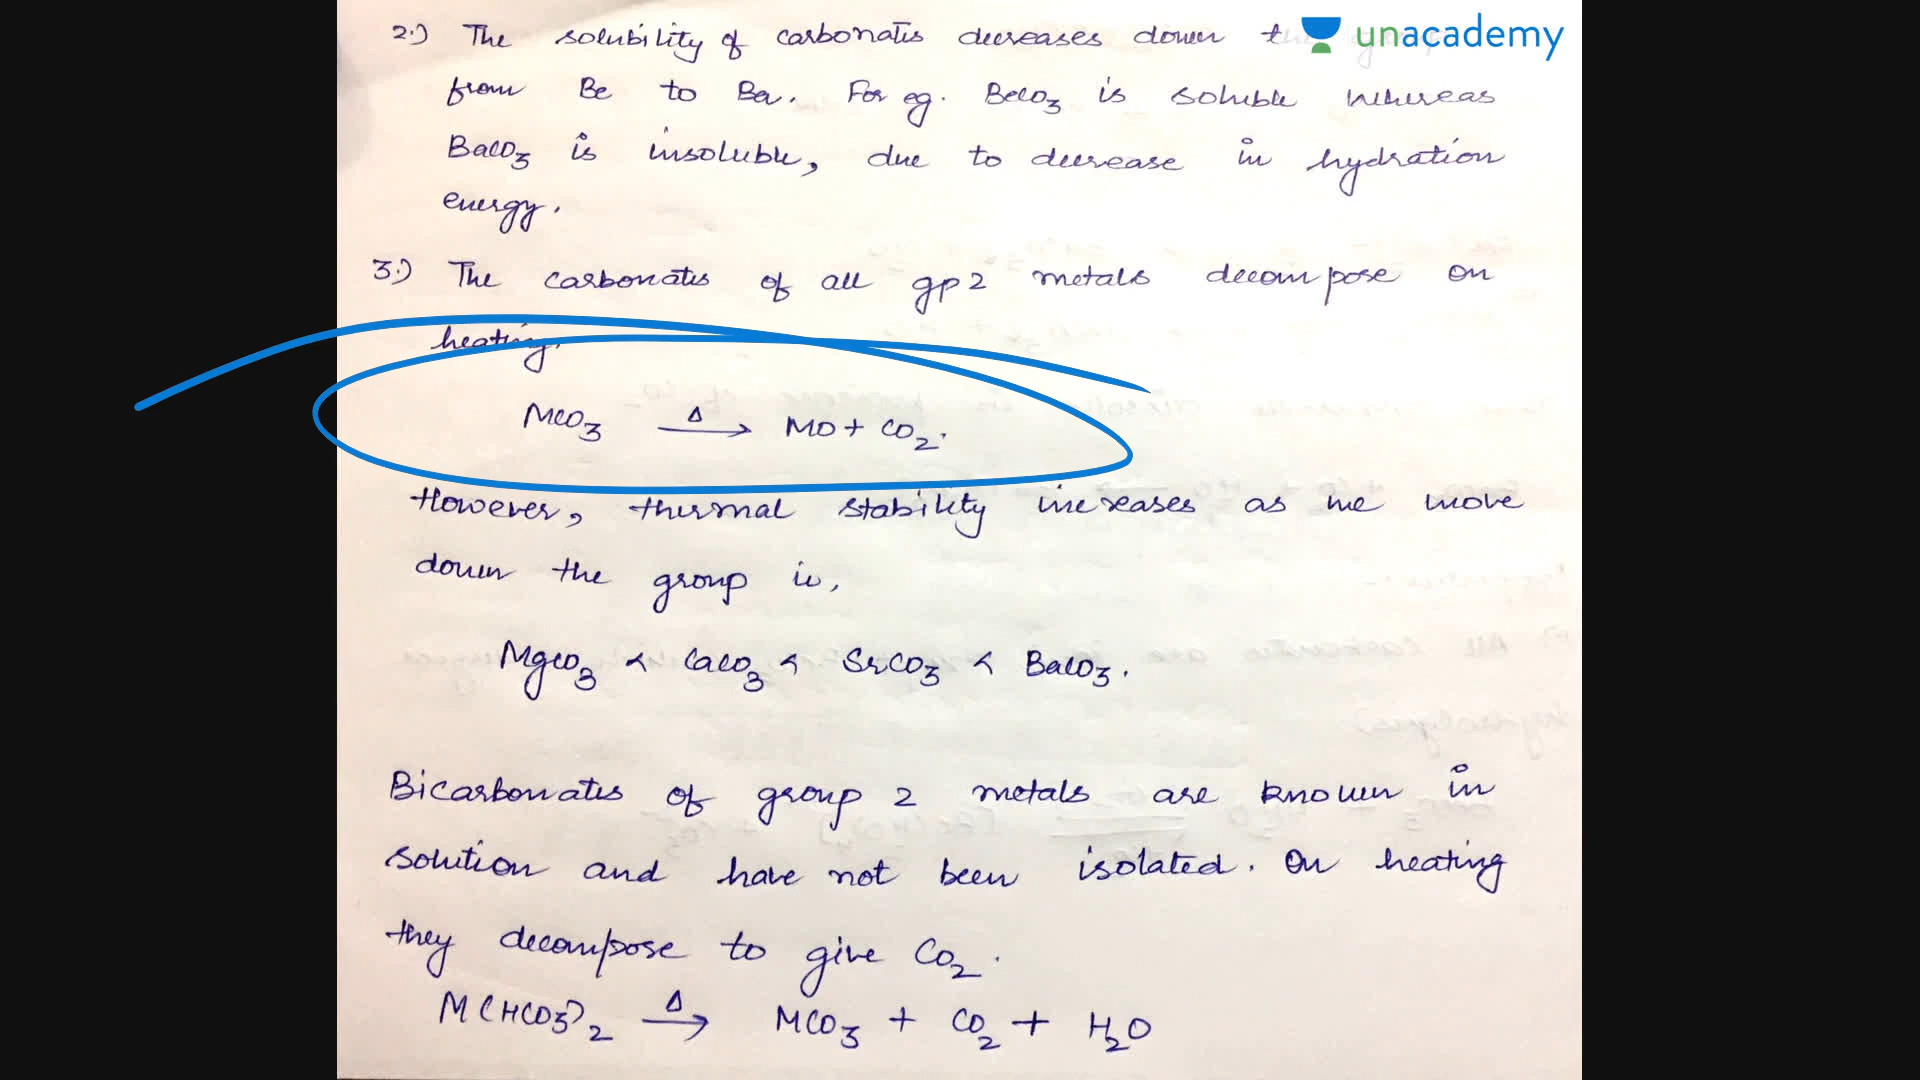 unacademy
2.) The solubility of carbonates decreases down
from Be to Ba. For eg. BeCO3 is soluble whereas
BaCO3 is insoluble, due to decrease in hydration
energy.
3.) The carbonates of all gp 2 metals decompose on
heating.
MCO3 Δ→ MO + CO2.
However, thermal stability increases as we move
down the group ie,
MgCO3 < CaCO3 < SrCO3 < BaCO3.
Bicarbonates of group 2 metals are known in
solution and have not been isolated. On heating
they decompose to give CO2.
M(HCO3)2 Δ→ MCO3 + CO2 + H2O